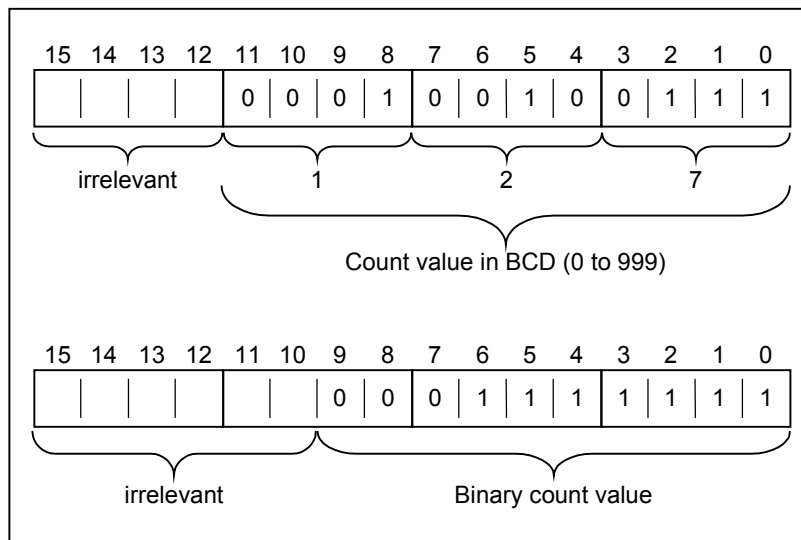 15 14 13 12 11 10 9 8 7 6 5 4 3 2 1 0
0 0 0 1 0 0 1 0 0 1 1 1
irrelevant 1 2 7
Count value in BCD (0 to 999)
15 14 13 12 11 10 9 8 7 6 5 4 3 2 1 0
0 0 0 1 1 1 1 1 1 1
irrelevant Binary count value